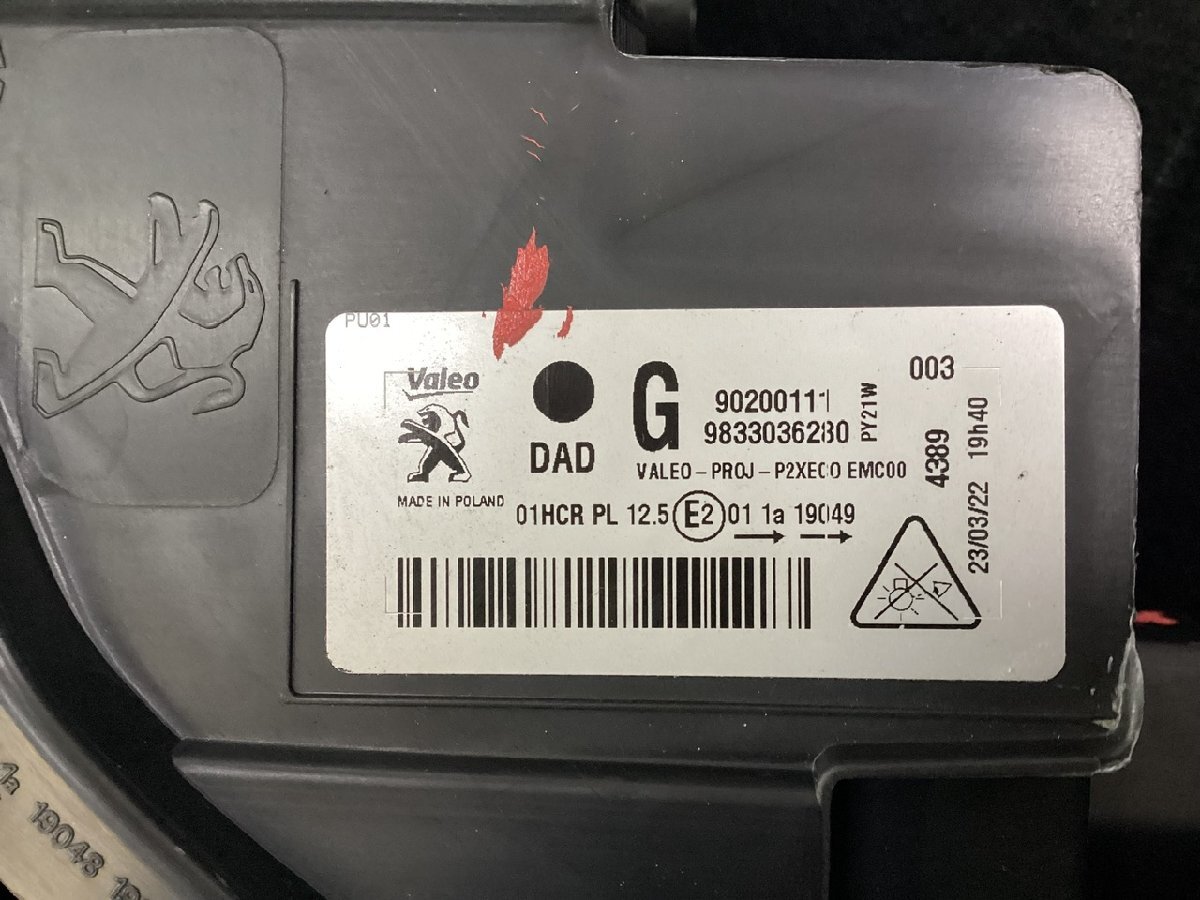 PU01
Valeo
MADE IN POLAND
DAD
G
90200111
9833036280
PY21W
VALEO-PROJ-P2XECO EMC00
003
4389
23/03/22 19h40
01HCR PL 12.5 E2 01 1a 19049
1a 19048